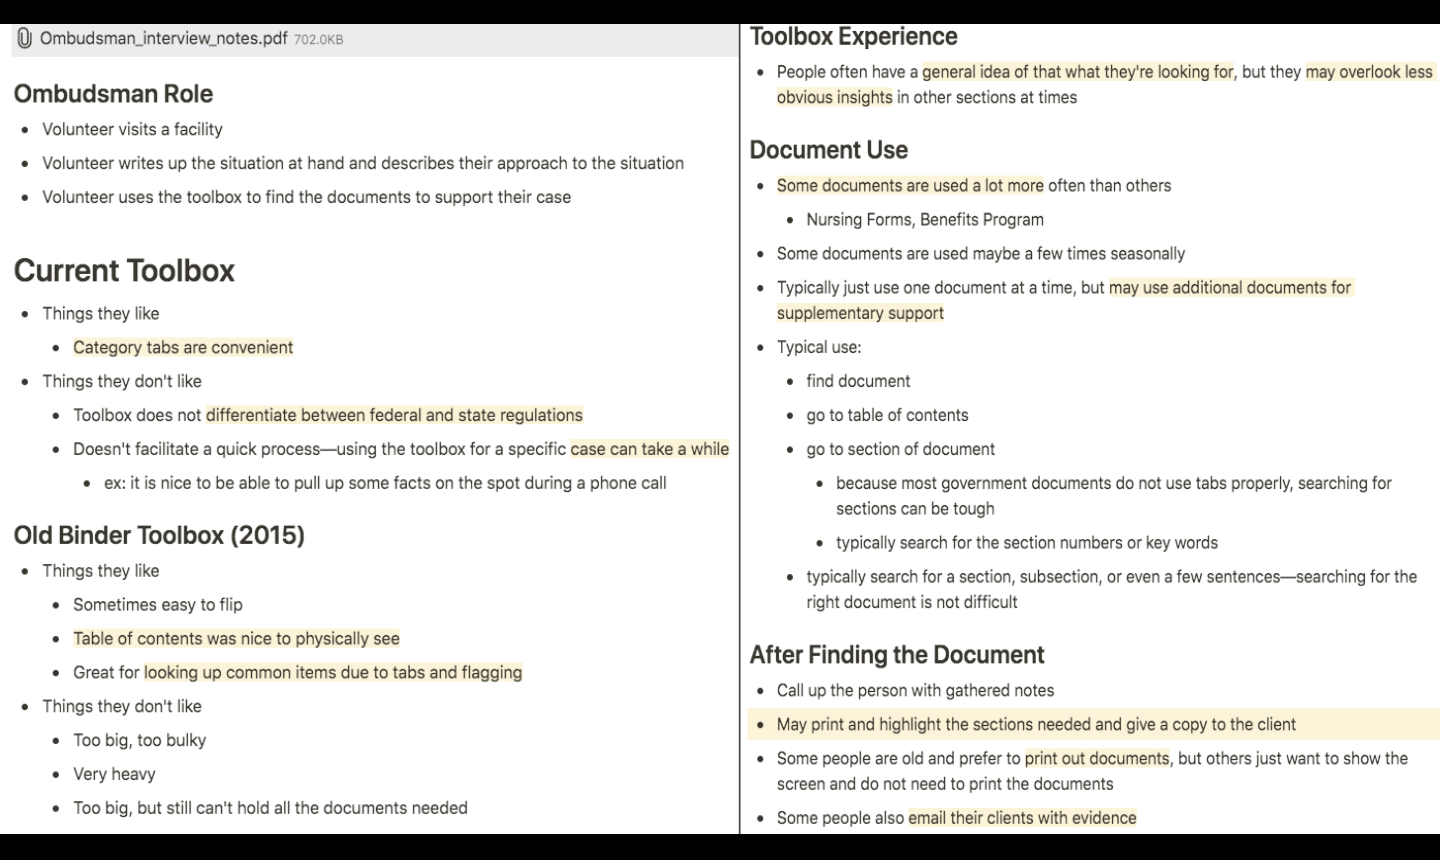 Ombudsman_interview_notes.pdf 702.0KB
Ombudsman Role
• Volunteer visits a facility
• Volunteer writes up the situation at hand and describes their approach to the situation
• Volunteer uses the toolbox to find the documents to support their case
Current Toolbox
• Things they like
• Category tabs are convenient
• Things they don't like
• Toolbox does not differentiate between federal and state regulations
• Doesn't facilitate a quick process—using the toolbox for a specific case can take a while
• ex: it is nice to be able to pull up some facts on the spot during a phone call
Old Binder Toolbox (2015)
• Things they like
• Sometimes easy to flip
• Table of contents was nice to physically see
• Great for looking up common items due to tabs and flagging
• Things they don't like
• Too big, too bulky
• Very heavy
• Too big, but still can't hold all the documents needed
Toolbox Experience
• People often have a general idea of that what they're looking for, but they may overlook less
obvious insights in other sections at times
Document Use
• Some documents are used a lot more often than others
• Nursing Forms, Benefits Program
• Some documents are used maybe a few times seasonally
• Typically just use one document at a time, but may use additional documents for
supplementary support
• Typical use:
• find document
• go to table of contents
• go to section of document
• because most government documents do not use tabs properly, searching for
sections can be tough
• typically search for the section numbers or key words
• typically search for a section, subsection, or even a few sentences—searching for the
right document is not difficult
After Finding the Document
• Call up the person with gathered notes
• May print and highlight the sections needed and give a copy to the client
• Some people are old and prefer to print out documents, but others just want to show the
screen and do not need to print the documents
• Some people also email their clients with evidence